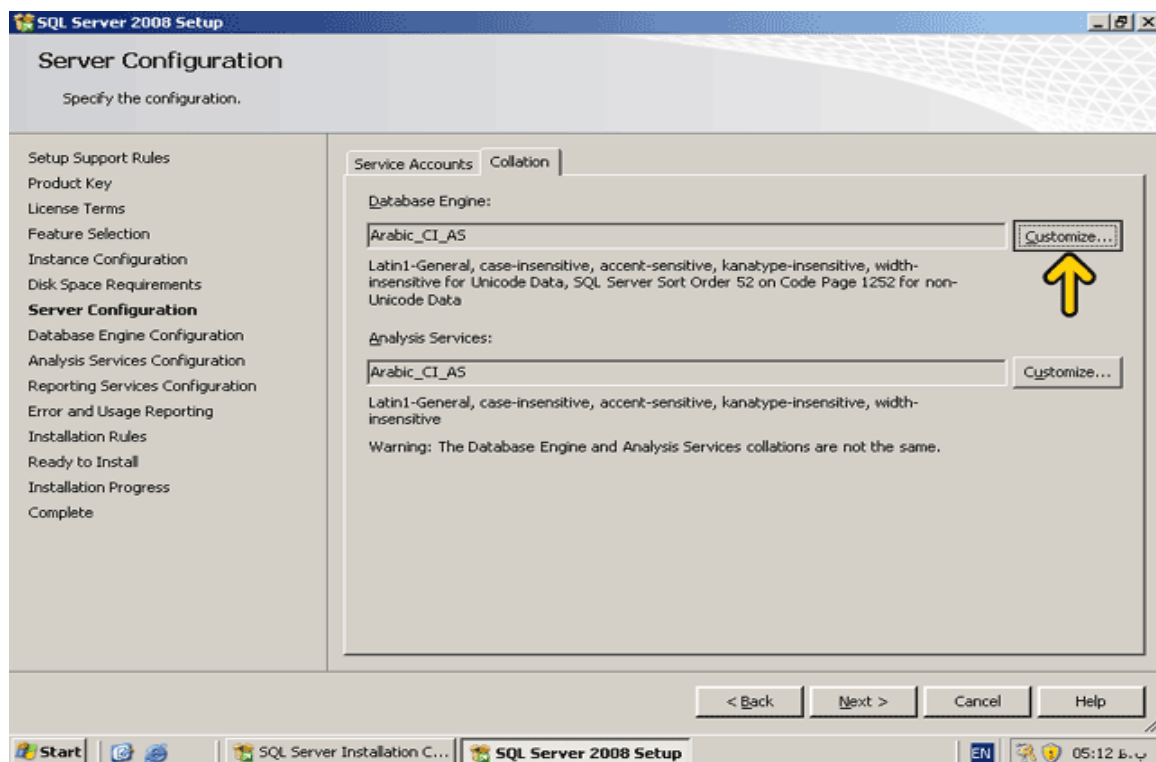 SQL Server 2008 Setup
Server Configuration
Specify the configuration.
Setup Support Rules
Product Key
License Terms
Feature Selection
Instance Configuration
Disk Space Requirements
Server Configuration
Database Engine Configuration
Analysis Services Configuration
Reporting Services Configuration
Error and Usage Reporting
Installation Rules
Ready to Install
Installation Progress
Complete
Service Accounts Collation
Database Engine:
Arabic_CI_AS Customize...
Latin1-General, case-insensitive, accent-sensitive, kanatype-insensitive, width-
insensitive for Unicode Data, SQL Server Sort Order 52 on Code Page 1252 for non-
Unicode Data
Analysis Services:
Arabic_CI_AS Customize...
Latin1-General, case-insensitive, accent-sensitive, kanatype-insensitive, width-
insensitive
Warning: The Database Engine and Analysis Services collations are not the same.
< Back Next > Cancel Help
Start SQL Server Installation C... SQL Server 2008 Setup EN 05:12 ب.ظ